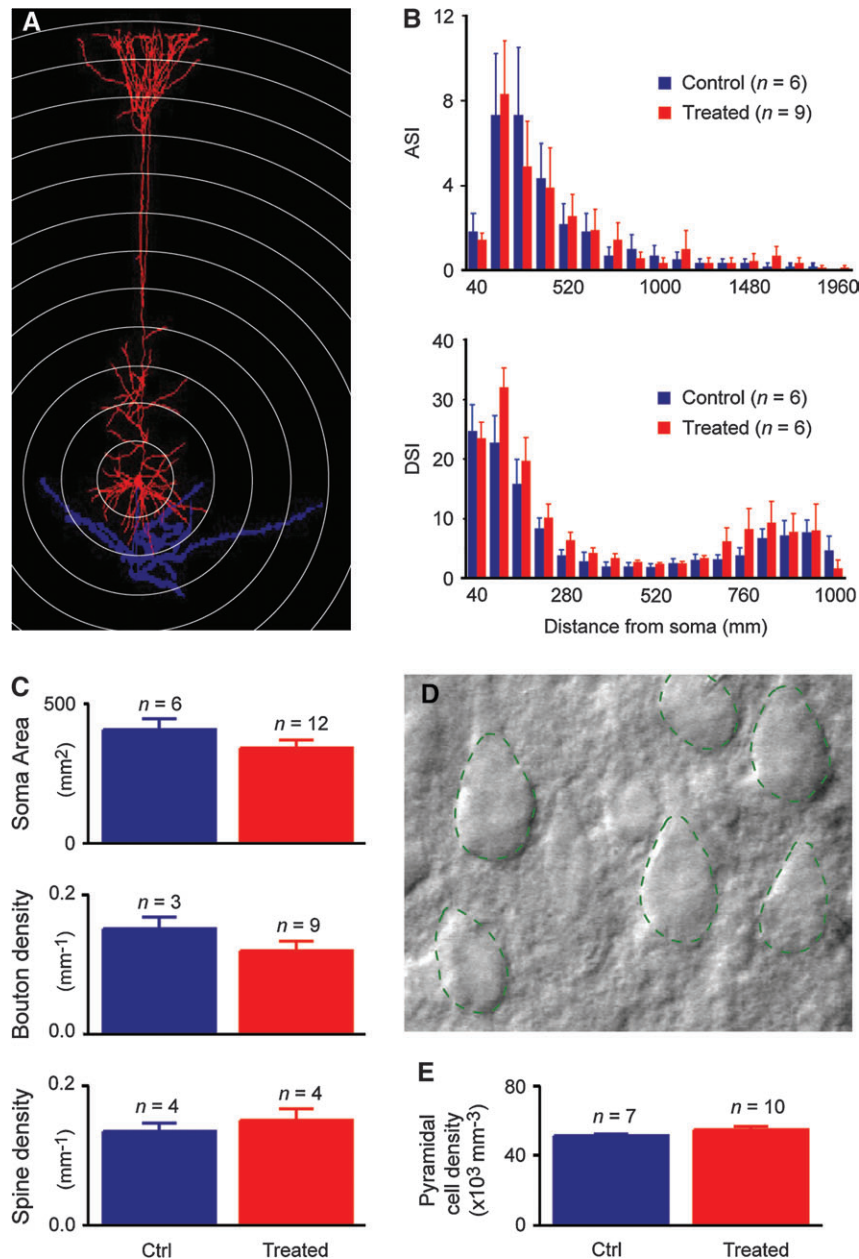 A
B
12
8
4
0
ASI
Control (n = 6)
Treated (n = 9)
40 520 1000 1480 1960
40
30
20
10
0
DSI
Control (n = 6)
Treated (n = 6)
40 280 520 760 1000
Distance from soma (mm)
C
500
0
Soma Area
(mm²)
n = 6
n = 12
0.2
0.0
Bouton density
(mm⁻¹)
n = 3
n = 9
0.2
0.0
Spine density
(mm⁻¹)
n = 4
n = 4
Ctrl Treated
D
E
80
40
0
Pyramidal
cell density
(x10³ mm⁻³)
n = 7
n = 10
Ctrl Treated